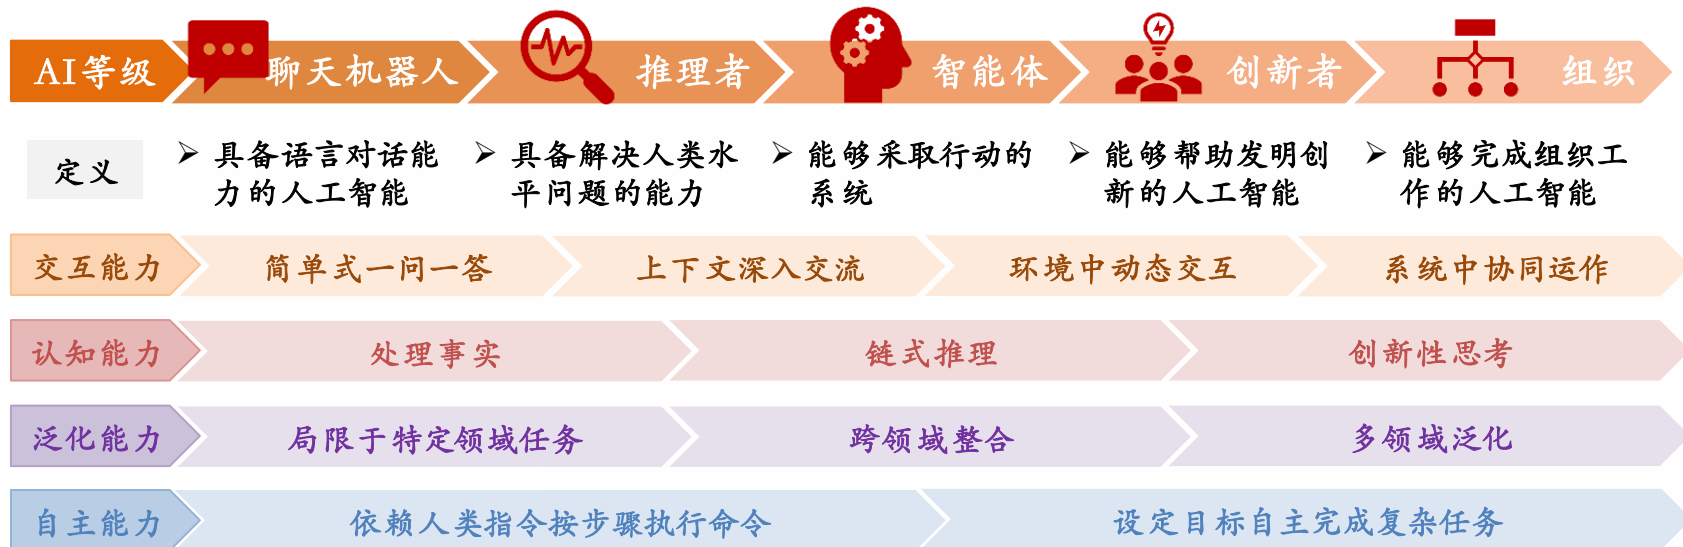 AI等级 聊天机器人 推理者 智能体 创新者 组织
定义
具备语言对话能
力的人工智能
具备解决人类水
平问题的能力
能够采取行动的
系统
能够帮助发明创
新的人工智能
能够完成组织工
作的人工智能
交互能力 简单式一问一答 上下文深入交流 环境中动态交互 系统中协同运作
认知能力 处理事实 链式推理 创新性思考
泛化能力 局限于特定领域任务 跨领域整合 多领域泛化
自主能力 依赖人类指令按步骤执行命令 设定目标自主完成复杂任务